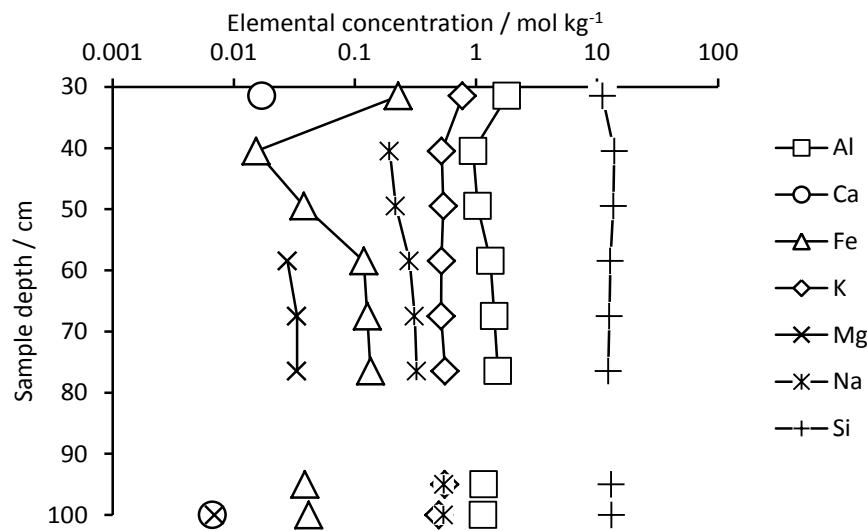 Elemental concentration / mol kg⁻¹
0.001 0.01 0.1 1 10 100
30
40
50
60
70
80
90
100
Sample depth / cm
Al
Ca
Fe
K
Mg
Na
Si